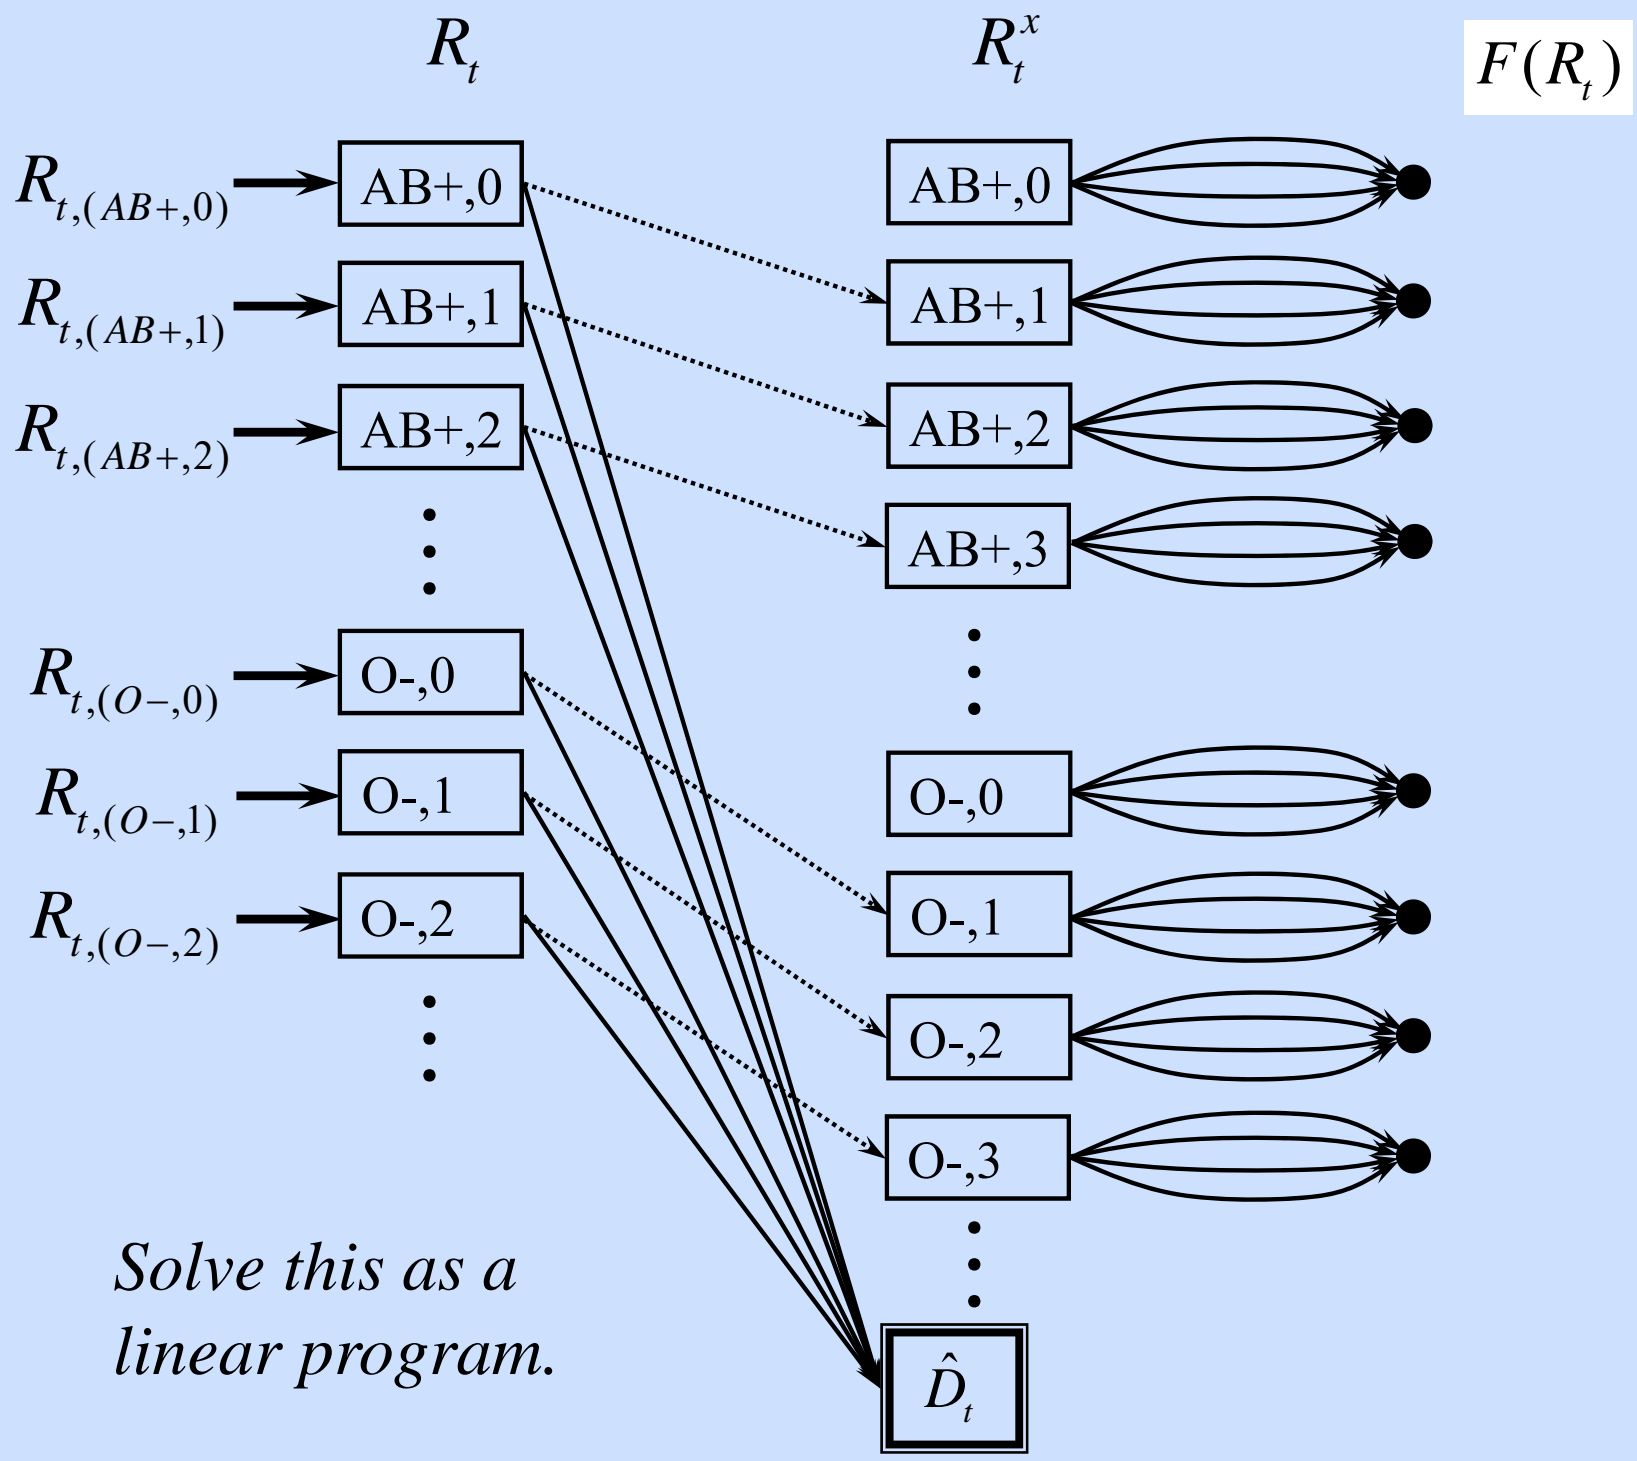 R_t R_t^x F(R_t)
R_{t,(AB+,0)} AB+,0 AB+,0
R_{t,(AB+,1)} AB+,1 AB+,1
R_{t,(AB+,2)} AB+,2 AB+,2
AB+,3
R_{t,(O−,0)} O-,0
R_{t,(O−,1)} O-,1 O-,0
R_{t,(O−,2)} O-,2 O-,1
O-,2
O-,3
Solve this as a
linear program.
D̂_t